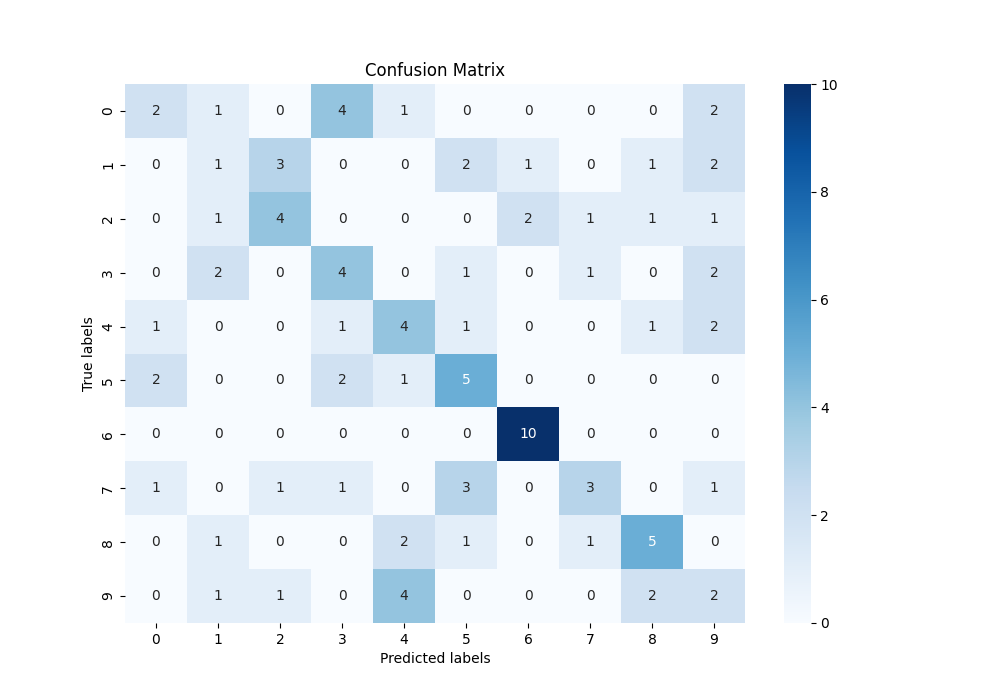 Confusion Matrix
0 2 1 0 4 1 0 0 0 0 2
1 0 1 3 0 0 2 1 0 1 2
2 0 1 4 0 0 0 2 1 1 1
3 0 2 0 4 0 1 0 1 0 2
4 1 0 0 1 4 1 0 0 1 2
5 2 0 0 2 1 5 0 0 0 0
6 0 0 0 0 0 0 10 0 0 0
7 1 0 1 1 0 3 0 3 0 1
8 0 1 0 0 2 1 0 1 5 0
9 0 1 1 0 4 0 0 0 2 2
0 1 2 3 4 5 6 7 8 9
Predicted labels
True labels
10
8
6
4
2
0